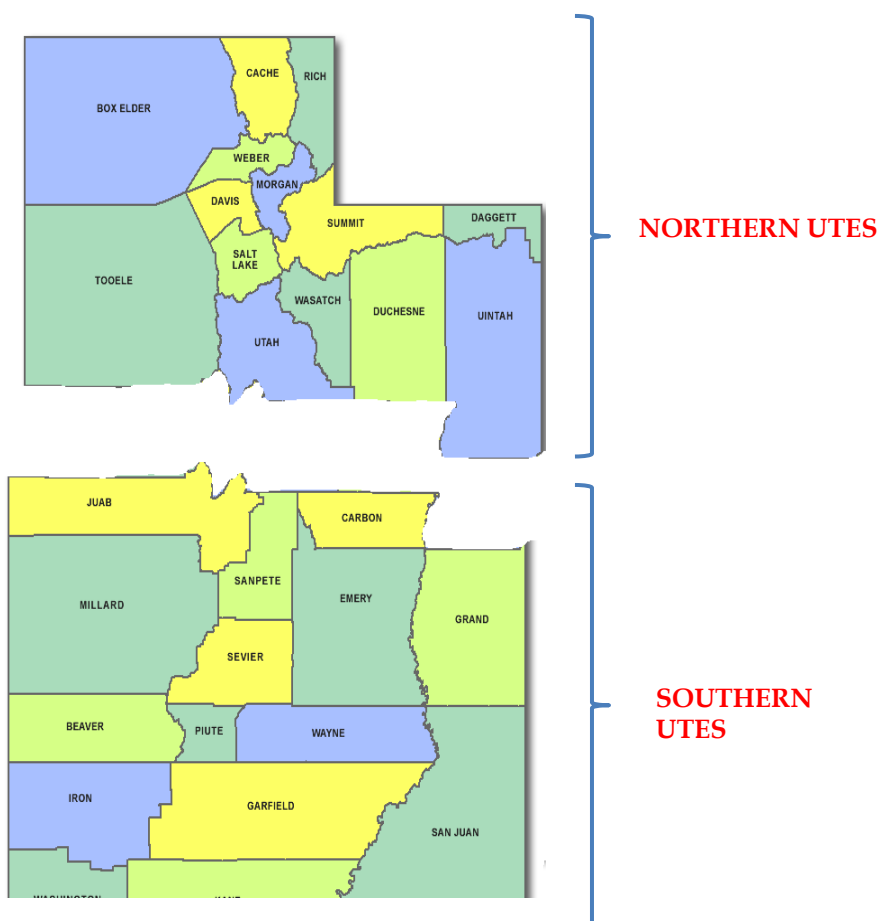 CACHE
RICH
BOX ELDER
WEBER
MORGAN
DAVIS
SUMMIT
DAGGETT
NORTHERN UTES
SALT
LAKE
TOOELE
WASATCH
DUCHESNE
UINTAH
UTAH
JUAB
CARBON
SANPETE
EMERY
MILLARD
GRAND
SEVIER
SOUTHERN
UTES
BEAVER
PIUTE
WAYNE
IRON
GARFIELD
SAN JUAN
WASHINGTON